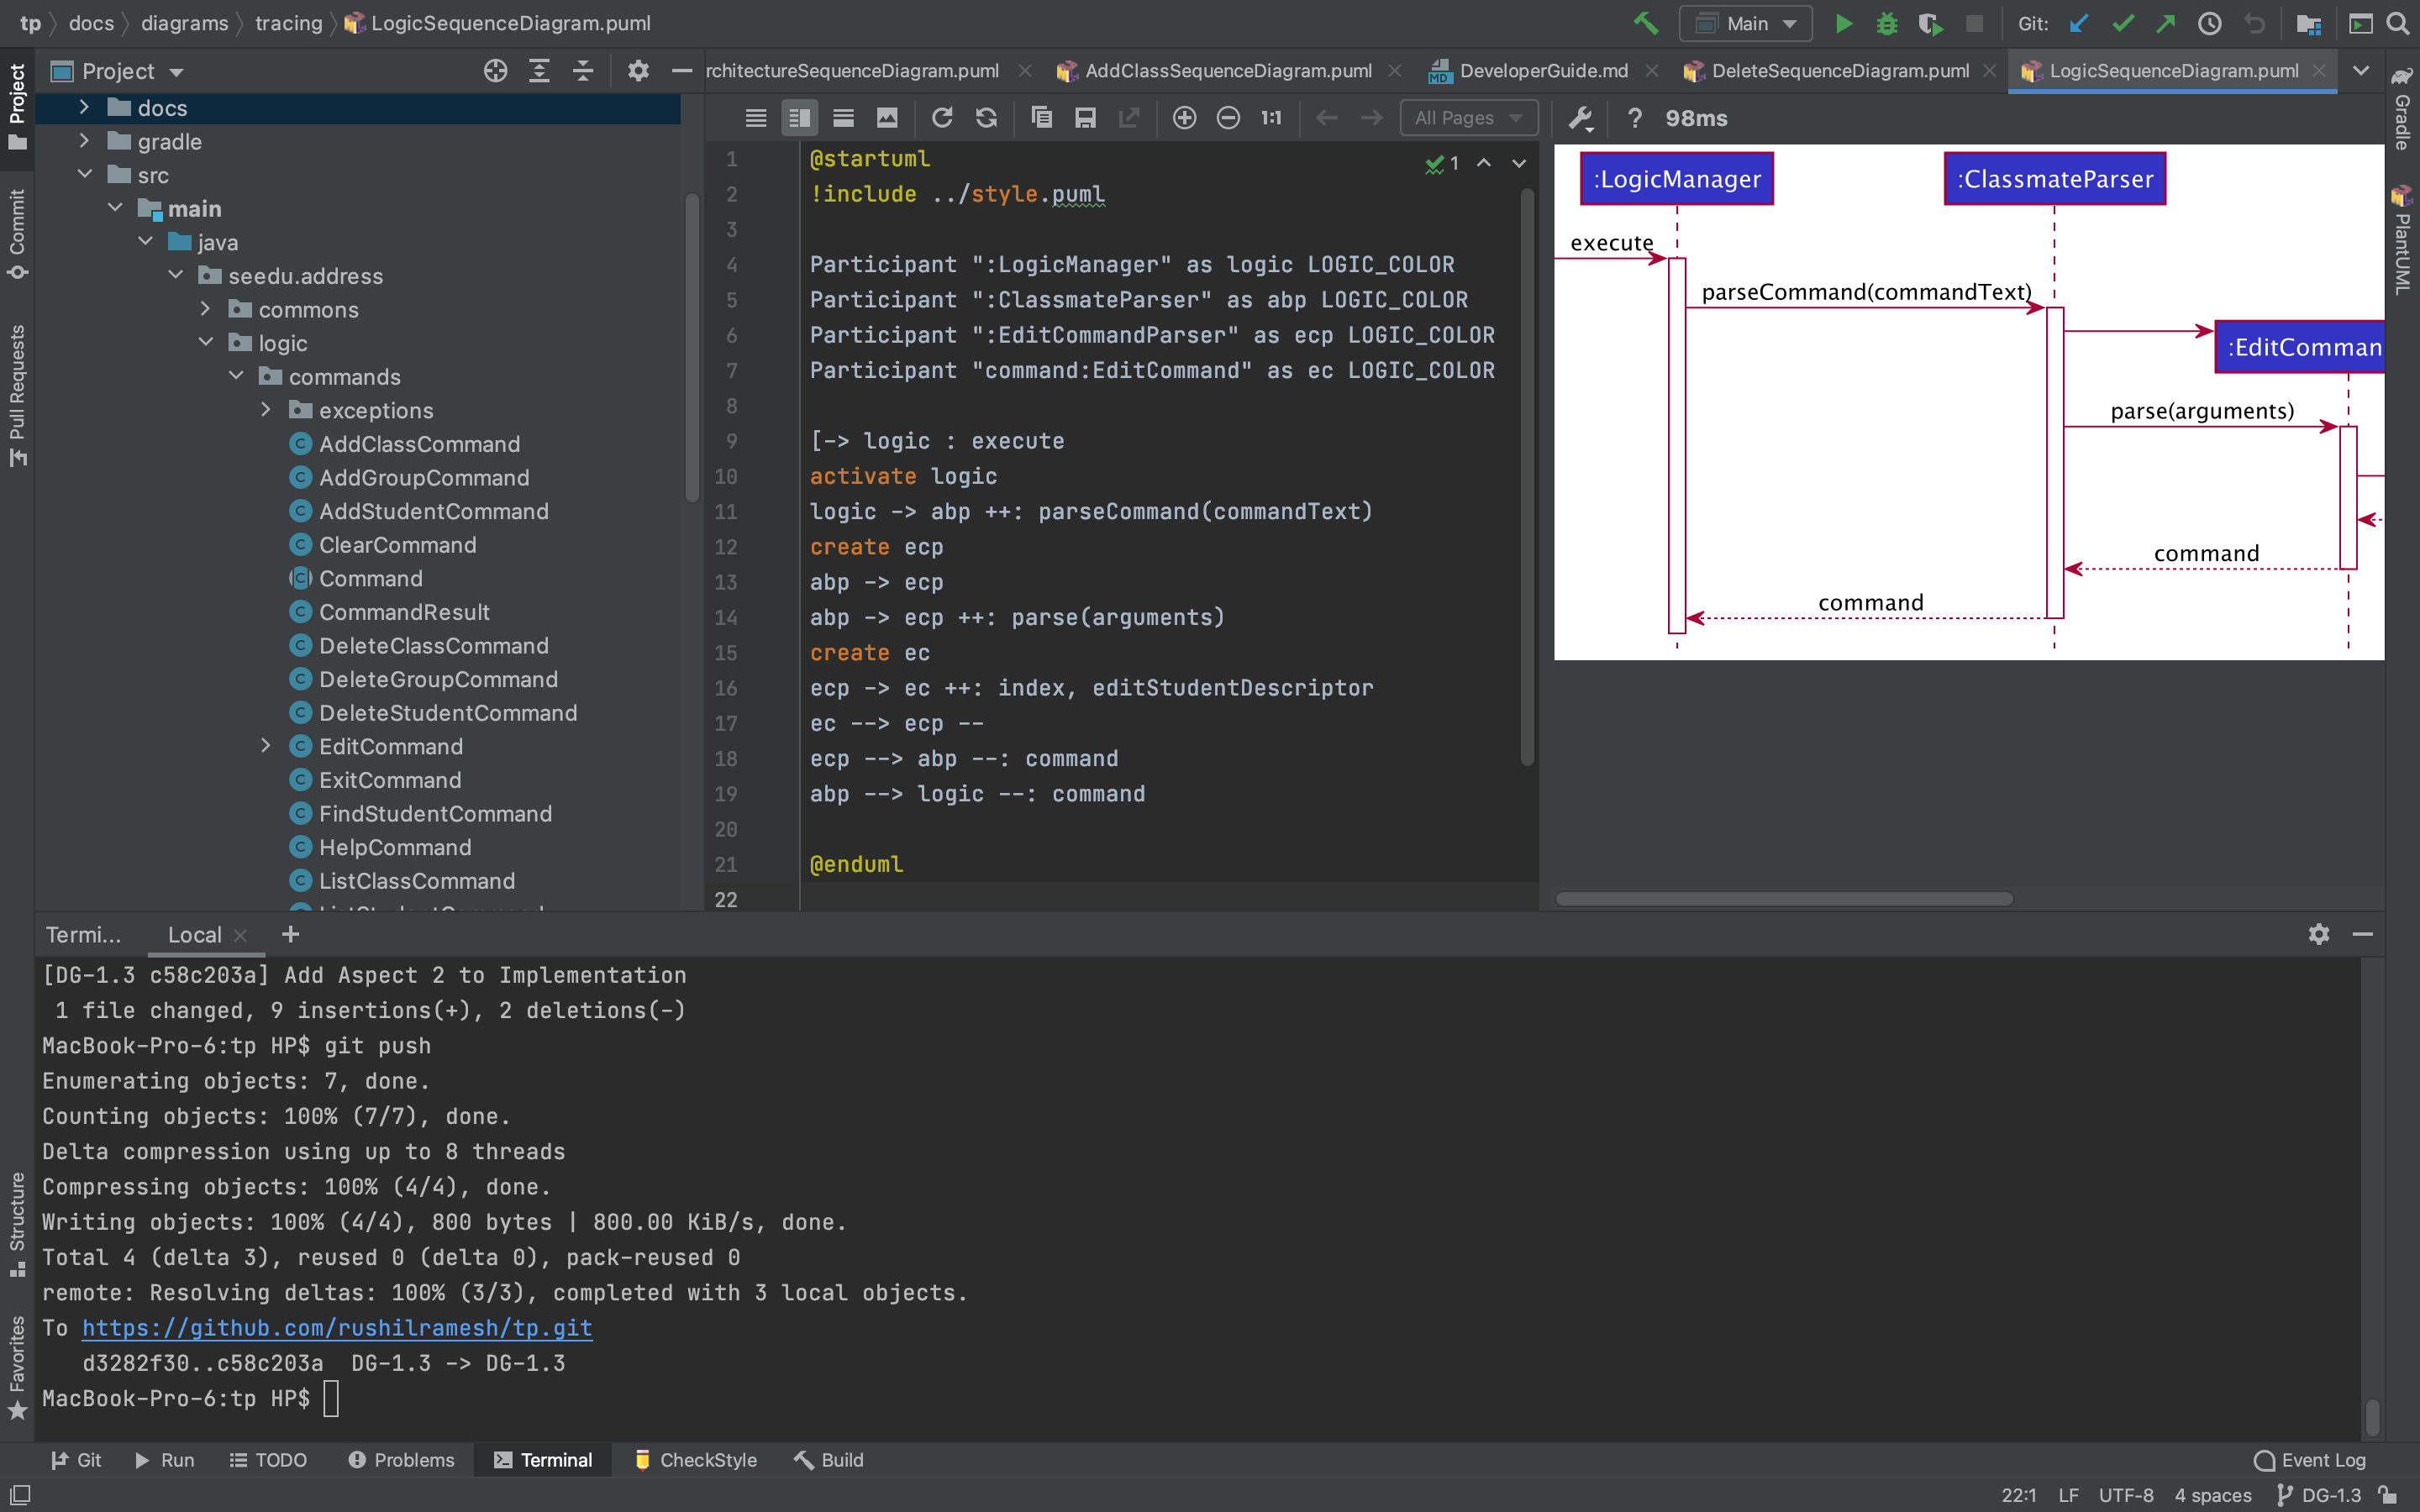 tp docs diagrams tracing LogicSequenceDiagram.puml
Main
Git:
Project
rchitectureSequenceDiagram.puml
AddClassSequenceDiagram.puml
DeveloperGuide.md
DeleteSequenceDiagram.puml
LogicSequenceDiagram.puml
1:1
All Pages
? 98ms
Project
Commit
Pull Requests
Structure
Favorites
docs
gradle
src
main
java
seedu.address
commons
logic
commands
exceptions
AddClassCommand
AddGroupCommand
AddStudentCommand
ClearCommand
Command
CommandResult
DeleteClassCommand
DeleteGroupCommand
DeleteStudentCommand
EditCommand
ExitCommand
FindStudentCommand
HelpCommand
ListClassCommand
1 @startuml
2 !include ../style.puml
3
4 Participant ":LogicManager" as logic LOGIC_COLOR
5 Participant ":ClassmateParser" as abp LOGIC_COLOR
6 Participant ":EditCommandParser" as ecp LOGIC_COLOR
7 Participant "command:EditCommand" as ec LOGIC_COLOR
8
9 [-> logic : execute
10 activate logic
11 logic -> abp ++: parseCommand(commandText)
12 create ecp
13 abp -> ecp
14 abp -> ecp ++: parse(arguments)
15 create ec
16 ecp -> ec ++: index, editStudentDescriptor
17 ec --> ecp --
18 ecp --> abp --: command
19 abp --> logic --: command
20
21 @enduml
22
1
:LogicManager
:ClassmateParser
execute
parseCommand(commandText)
:EditComman
parse(arguments)
command
command
Gradle
PlantUML
Termi... Local
[DG-1.3 c58c203a] Add Aspect 2 to Implementation
1 file changed, 9 insertions(+), 2 deletions(-)
MacBook-Pro-6:tp HP$ git push
Enumerating objects: 7, done.
Counting objects: 100% (7/7), done.
Delta compression using up to 8 threads
Compressing objects: 100% (4/4), done.
Writing objects: 100% (4/4), 800 bytes | 800.00 KiB/s, done.
Total 4 (delta 3), reused 0 (delta 0), pack-reused 0
remote: Resolving deltas: 100% (3/3), completed with 3 local objects.
To https://github.com/rushilramesh/tp.git
d3282f30..c58c203a DG-1.3 -> DG-1.3
MacBook-Pro-6:tp HP$
Git Run TODO Problems Terminal CheckStyle Build Event Log
22:1 LF UTF-8 4 spaces DG-1.3